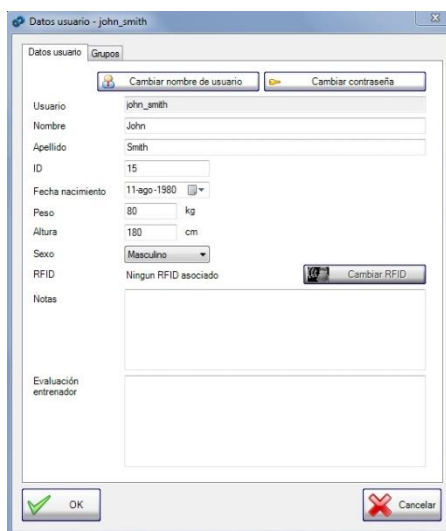 Datos usuario - john_smith
Datos usuario Grupos
Cambiar nombre de usuario Cambiar contraseña
Usuario john_smith
Nombre John
Apellido Smith
ID 15
Fecha nacimiento 11-ago-1980
Peso 80 kg
Altura 180 cm
Sexo Masculino
RFID Ningun RFID asociado Cambiar RFID
Notas
Evaluación
entrenador
OK Cancelar